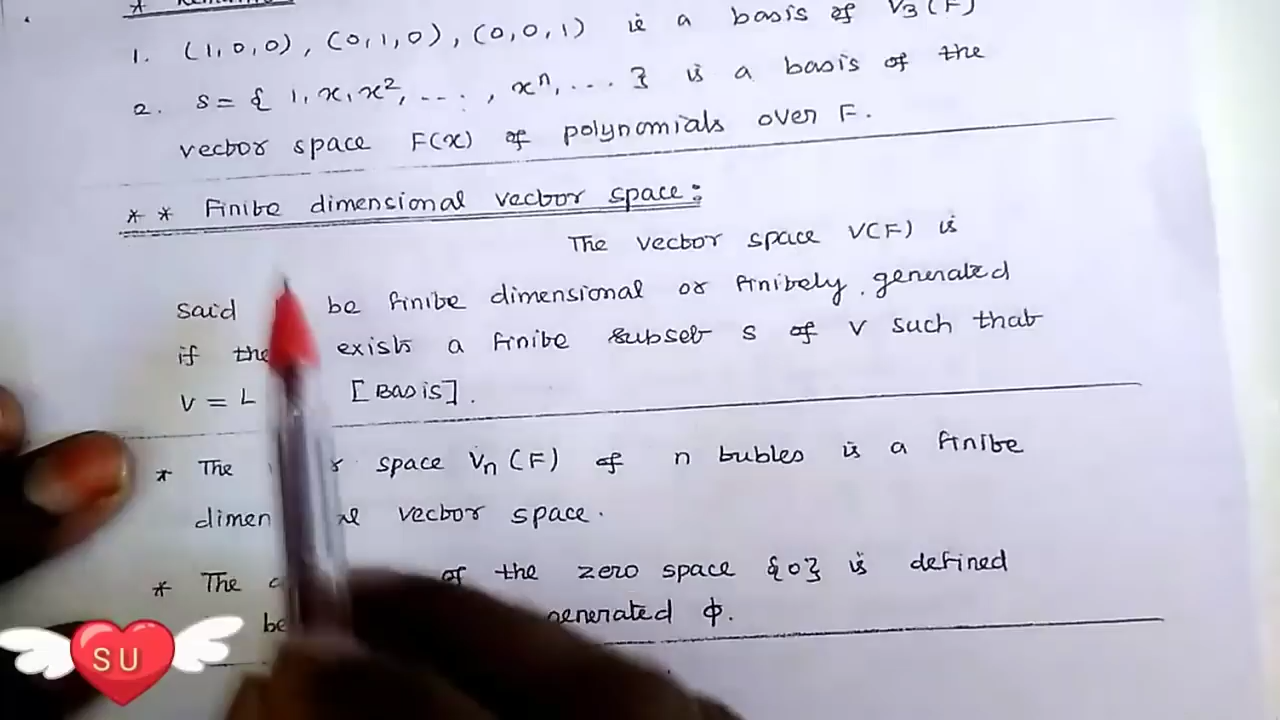 *
1. (1,0,0), (0,1,0), (0,0,1) is a basis of V₃(F)
2. S = { 1, x, x², ..., xⁿ, ... } is a basis of the
vector space F(x) of polynomials over F.
* * Finite dimensional vector space:
The vector space V(F) is
said be finite dimensional or finitely generated
if exists a finite subset S of V such that
V = L [Basis].
* The space Vₙ(F) of n tuples is a finite
vector space.
* The of the zero space {0} is defined
be ϕ.
SU